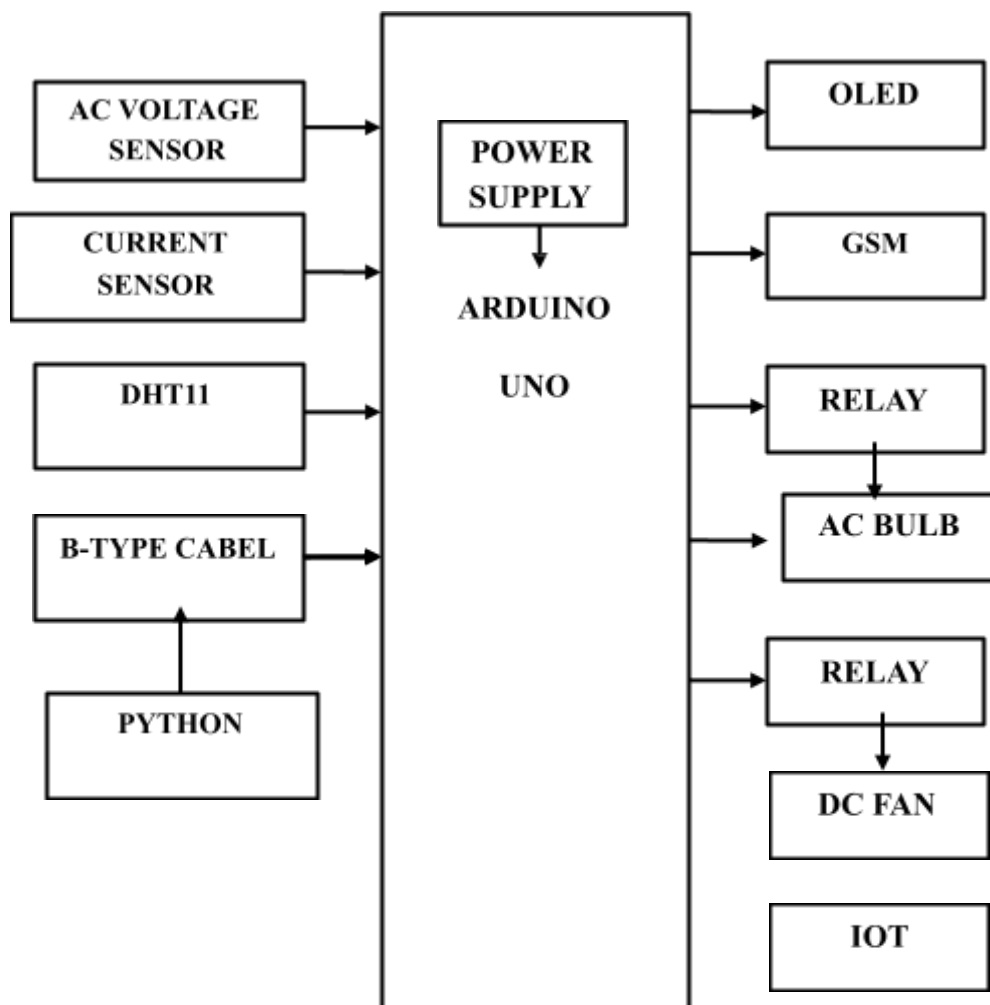 AC VOLTAGE
SENSOR
CURRENT
SENSOR
DHT11
B-TYPE CABEL
PYTHON
POWER
SUPPLY
ARDUINO
UNO
OLED
GSM
RELAY
AC BULB
RELAY
DC FAN
IOT